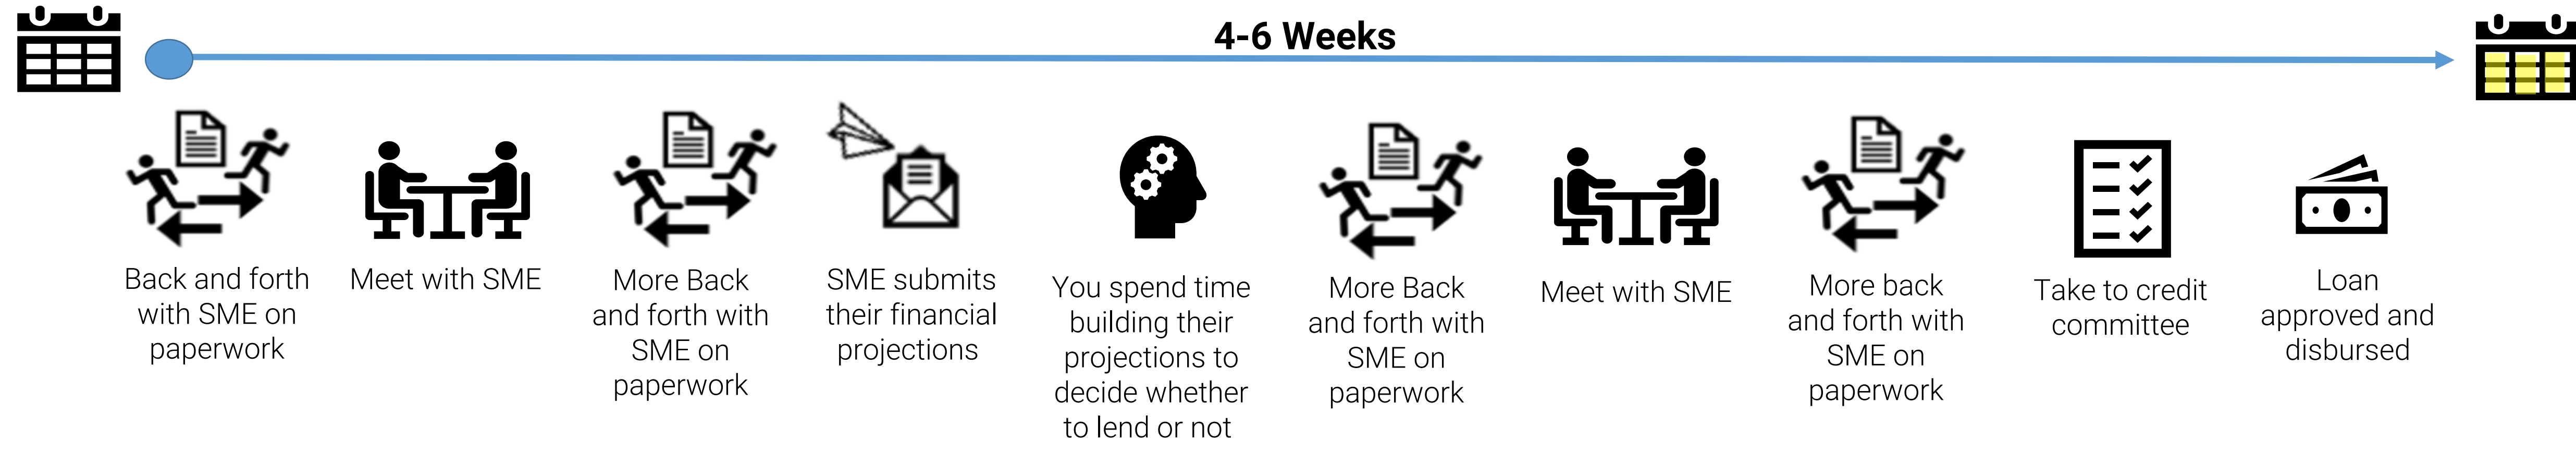 4-6 Weeks
Back and forth
with SME on
paperwork
Meet with SME
More Back
and forth with
SME on
paperwork
SME submits
their financial
projections
You spend time
building their
projections to
decide whether
to lend or not
More Back
and forth with
SME on
paperwork
Meet with SME
More back
and forth with
SME on
paperwork
Take to credit
committee
Loan
approved and
disbursed